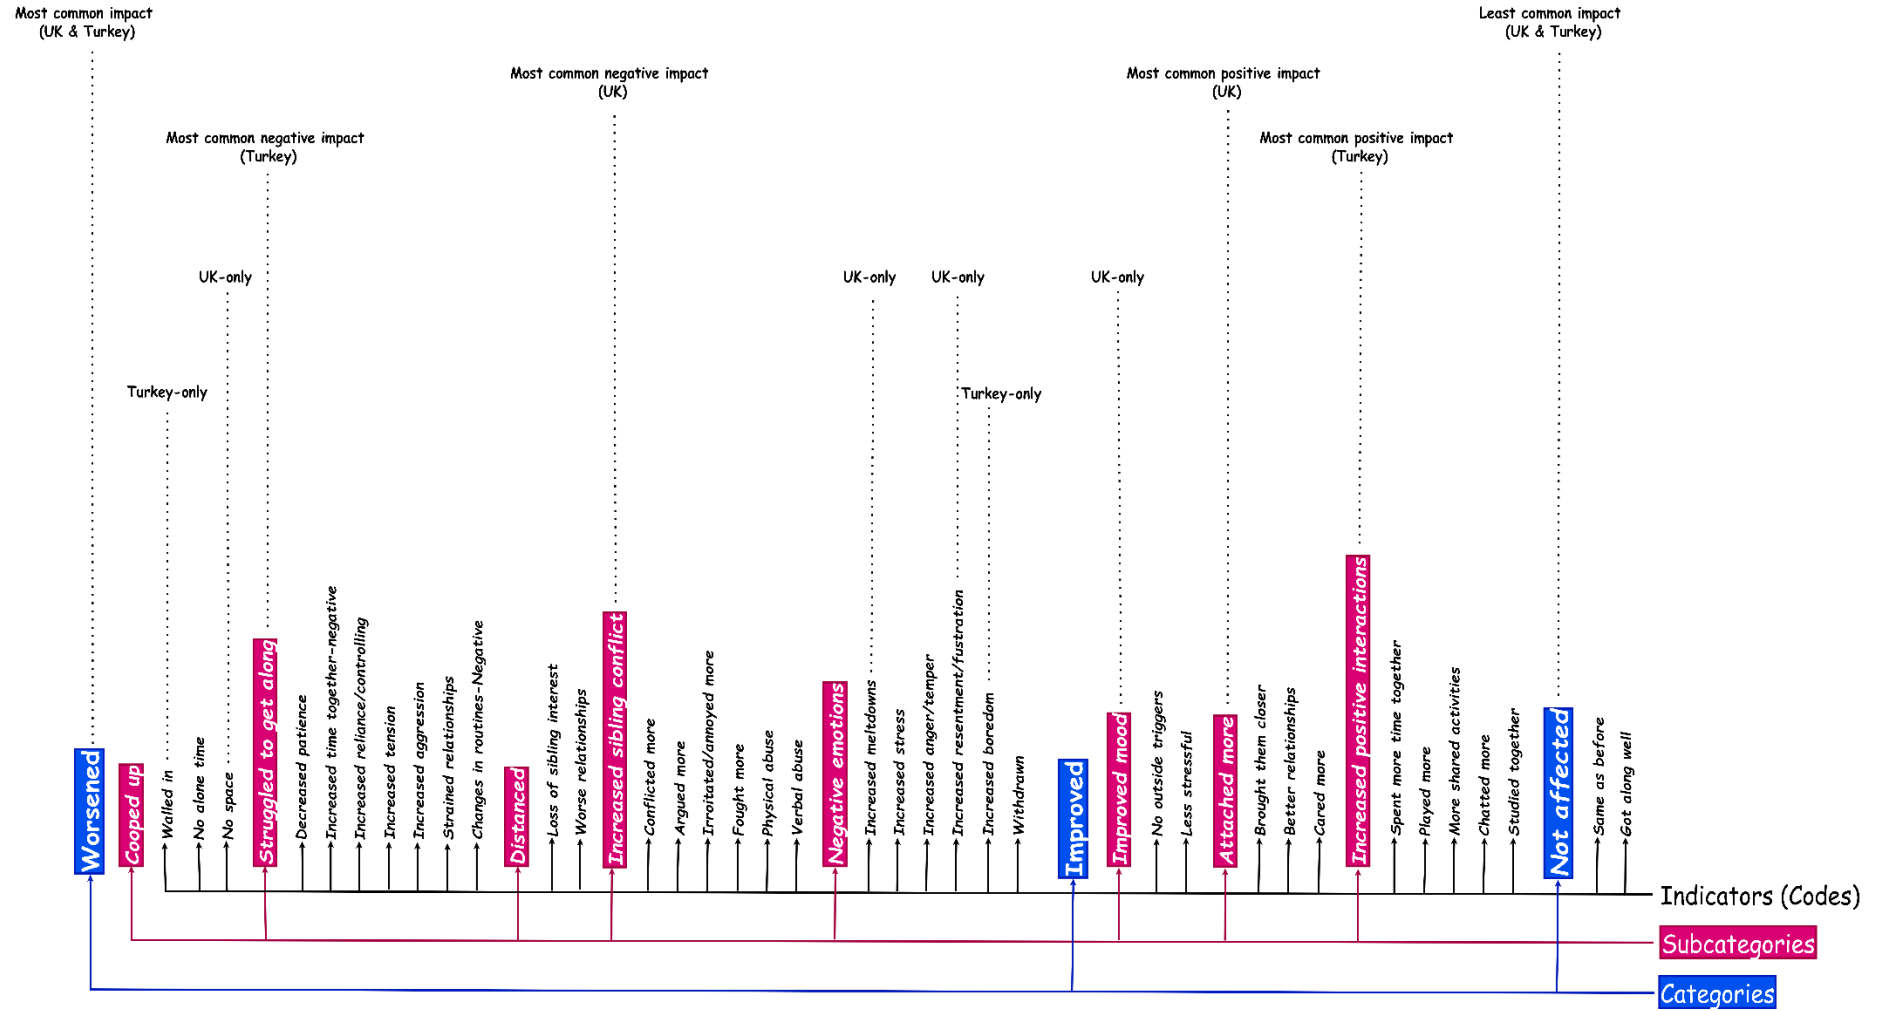 Most common impact
(UK & Turkey)
Least common impact
(UK & Turkey)
Most common negative impact
(UK)
Most common positive impact
(UK)
Most common negative impact
(Turkey)
Most common positive impact
(Turkey)
UK-only
UK-only
UK-only
UK-only
Turkey-only
Turkey-only
Worsened
Cooped up
Walled in
No alone time
No space
Struggled to get along
Decreased patience
Increased time together-negative
Increased reliance/controlling
Increased tension
Increased aggression
Strained relationships
Changes in routines-Negative
Distanced
Loss of sibling interest
Worse relationships
Increased sibling conflict
Conflicted more
Argued more
Irroitated/annoyed more
Fought more
Physical abuse
Verbal abuse
Negative emotions
Increased meltdowns
Increased stress
Increased anger/temper
Increased resentment/fustration
Increased boredom
Withdrawn
Improved
Improved mood
No outside triggers
Less stressful
Attached more
Brought them closer
Better relationships
Cared more
Increased positive interactions
Spent more time together
Played more
More shared activities
Chatted more
Studied together
Not affected
Same as before
Got along well
Indicators (Codes)
Subcategories
Categories